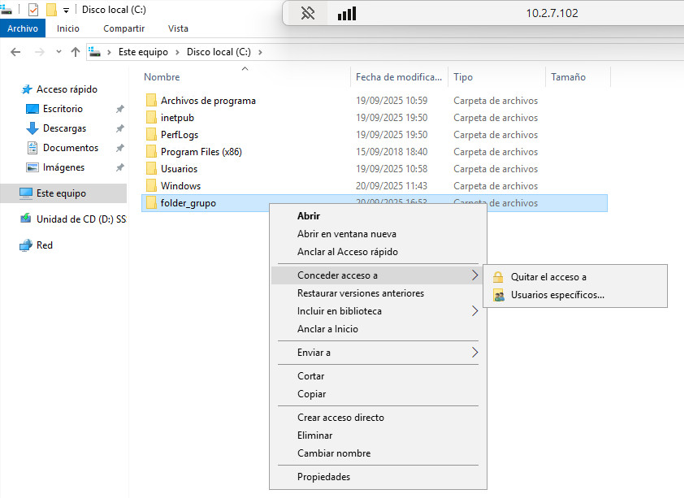 Disco local (C:)
10.2.7.102
Archivo Inicio Compartir Vista
Este equipo > Disco local (C:) >
Nombre Fecha de modifica... Tipo Tamaño
Acceso rápido
Escritorio
Descargas
Documentos
Imágenes
Este equipo
Unidad de CD (D:) SS
Red
Archivos de programa 19/09/2025 10:59 Carpeta de archivos
inetpub 19/09/2025 19:50 Carpeta de archivos
PerfLogs 19/09/2025 19:50 Carpeta de archivos
Program Files (x86) 15/09/2018 18:40 Carpeta de archivos
Usuarios 19/09/2025 10:58 Carpeta de archivos
Windows 20/09/2025 11:43 Carpeta de archivos
folder_grupo 20/09/2025 16:53 Carpeta de archivos
Abrir
Abrir en ventana nueva
Anclar al Acceso rápido
Conceder acceso a
Restaurar versiones anteriores
Incluir en biblioteca
Anclar a Inicio
Enviar a
Cortar
Copiar
Crear acceso directo
Eliminar
Cambiar nombre
Propiedades
Quitar el acceso a
Usuarios específicos...